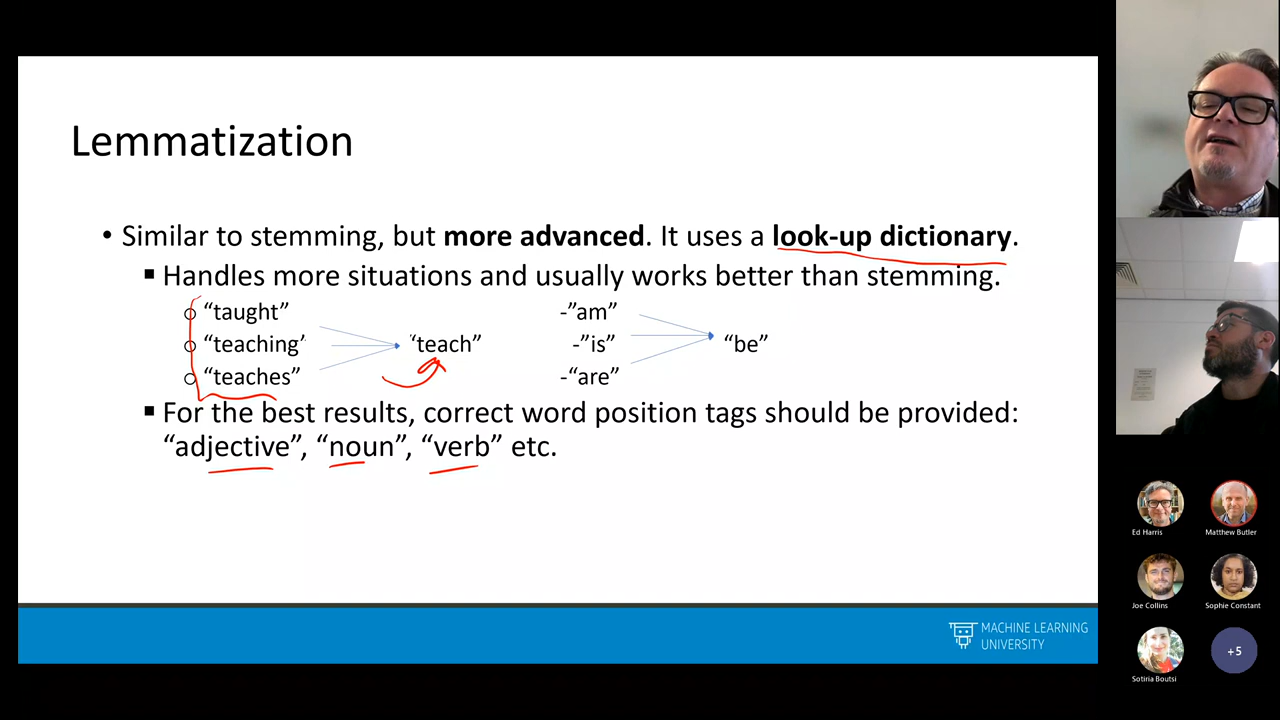 Lemmatization
• Similar to stemming, but more advanced. It uses a look-up dictionary.
▪ Handles more situations and usually works better than stemming.
○ “taught”
○ “teaching’
○ “teaches”
‘teach”
-”am”
-”is”
-“are”
“be”
▪ For the best results, correct word position tags should be provided:
“adjective”, “noun”, “verb” etc.
MACHINE LEARNING
UNIVERSITY
Ed Harris
Matthew Butler
Joe Collins
Sophie Constant
Sotiria Boutsi
+5